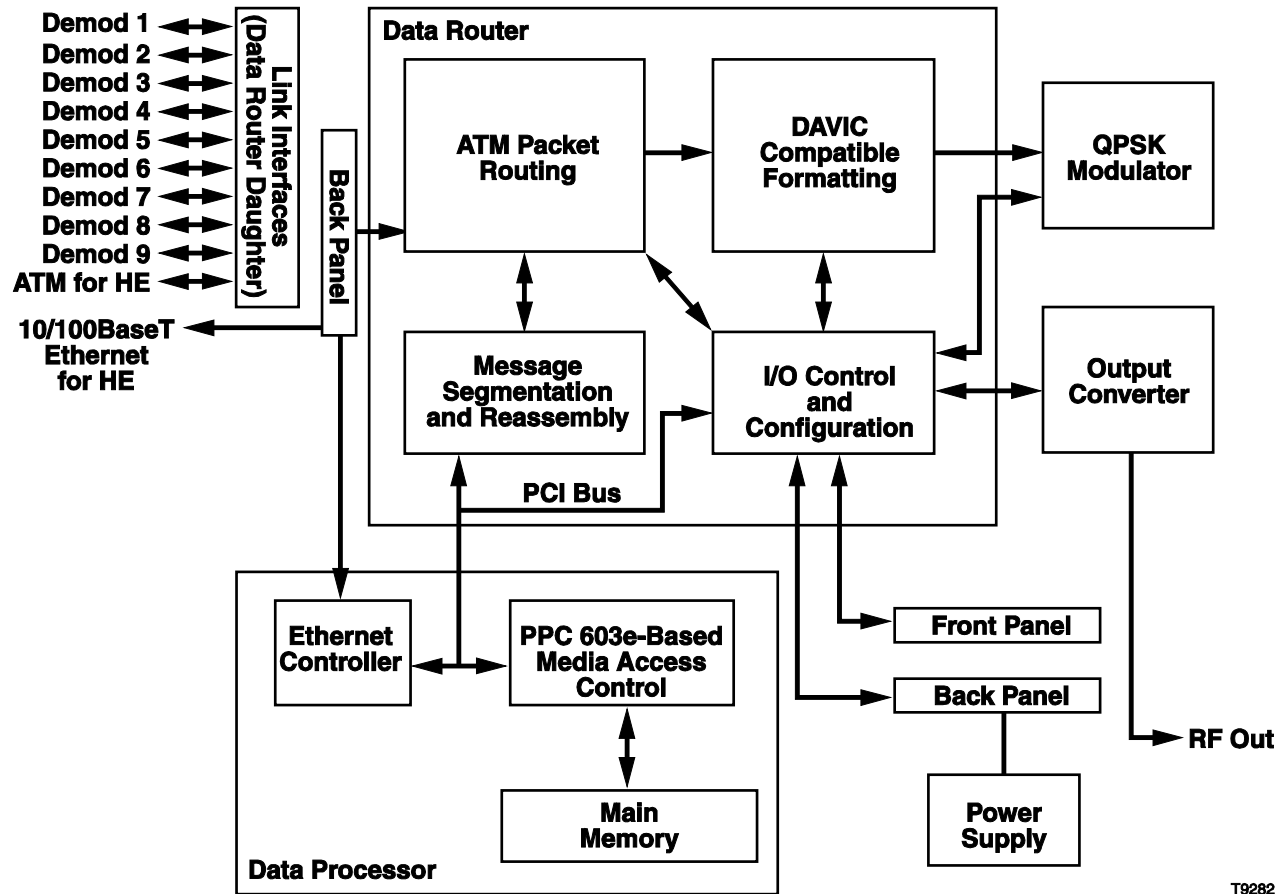 Demod 1
Demod 2
Demod 3
Demod 4
Demod 5
Demod 6
Demod 7
Demod 8
Demod 9
ATM for HE
10/100BaseT
Ethernet
for HE
Link Interfaces
(Data Router Daughter)
Back Panel
Data Router
ATM Packet
Routing
DAVIC
Compatible
Formatting
QPSK
Modulator
Message
Segmentation
and Reassembly
I/O Control
and
Configuration
Output
Converter
PCI Bus
Ethernet
Controller
PPC 603e-Based
Media Access
Control
Main
Memory
Data Processor
Front Panel
Back Panel
Power
Supply
RF Out
T9282